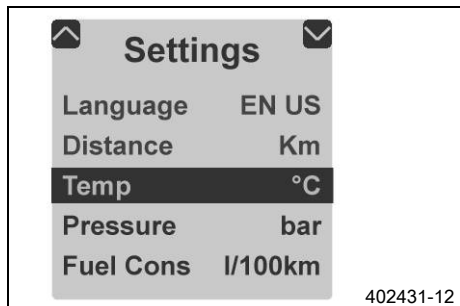 Settings
Language EN US
Distance Km
Temp °C
Pressure bar
Fuel Cons l/100km
402431-12